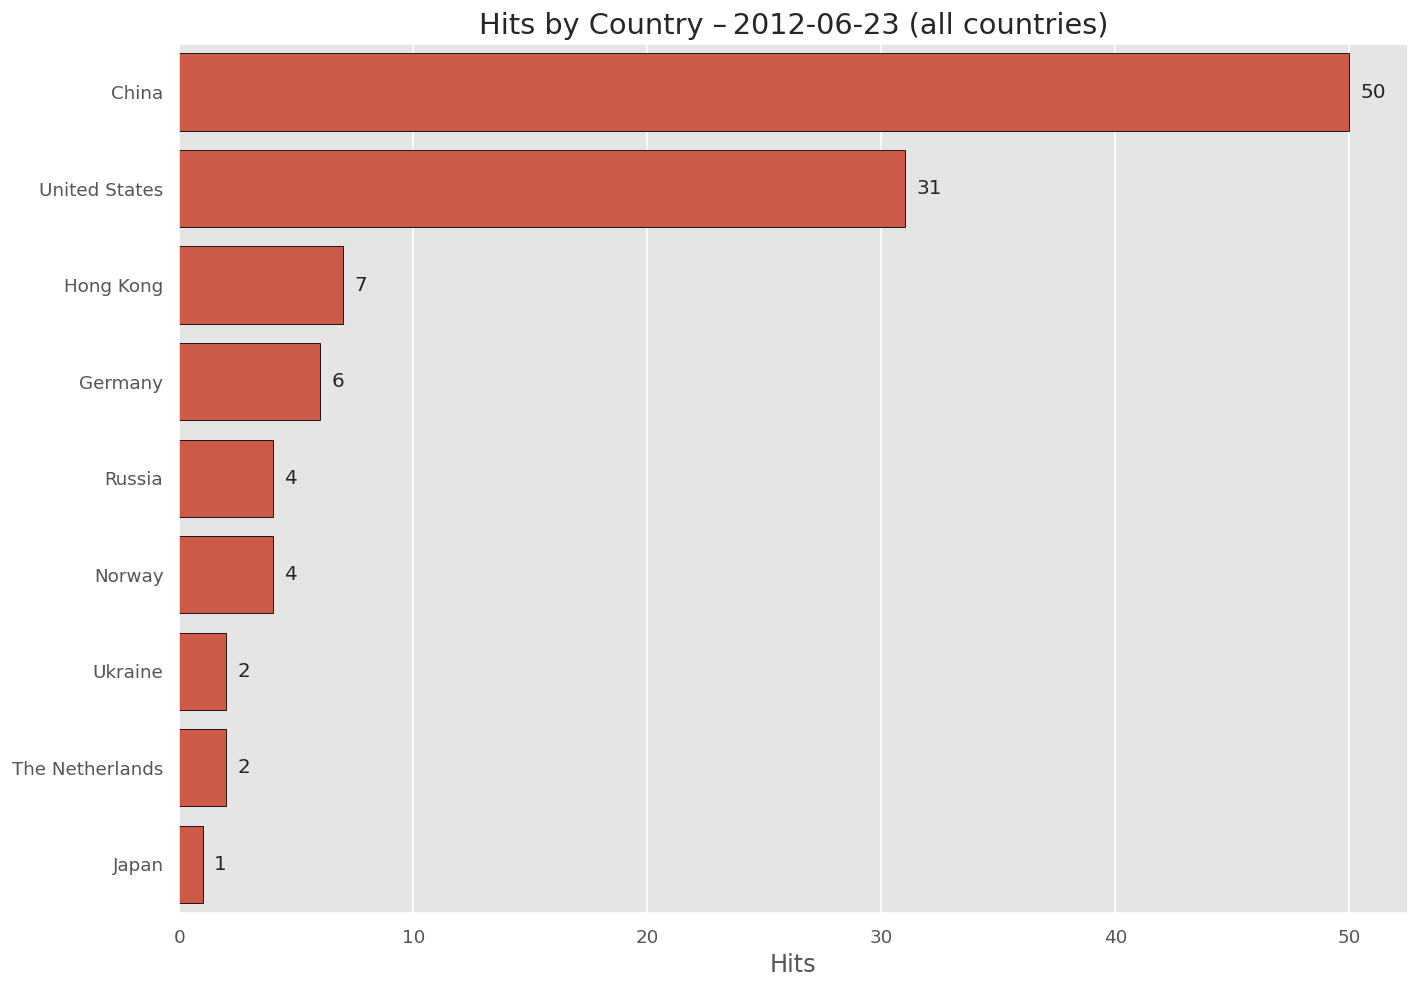 Hits by Country – 2012-06-23 (all countries)
China 50
United States 31
Hong Kong 7
Germany 6
Russia 4
Norway 4
Ukraine 2
The Netherlands 2
Japan 1
0 10 20 30 40 50
Hits